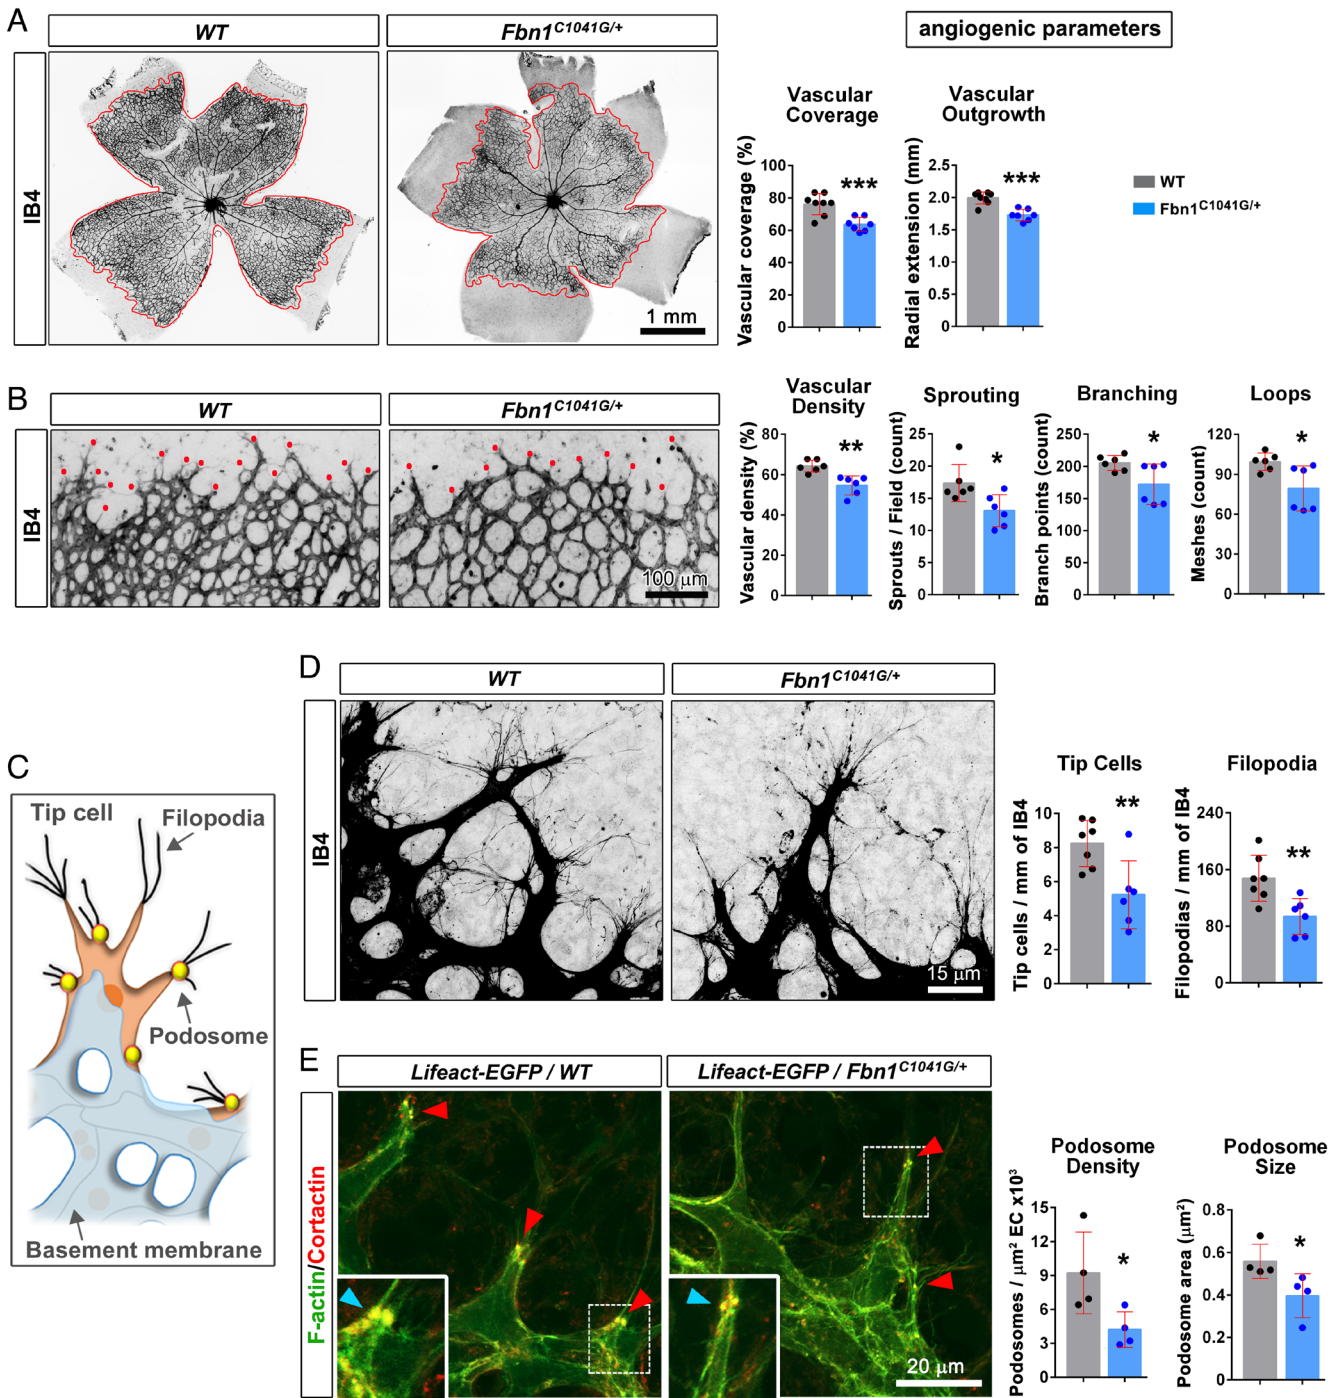 A
WT
Fbn1C1041G/+
IB4
1 mm
angiogenic parameters
Vascular
Coverage
Vascular coverage (%)
100
80
60
40
20
0
***
Vascular
Outgrowth
Radial extension (mm)
2.5
2.0
1.5
1.0
0.5
0
***
WT
Fbn1C1041G/+
B
WT
Fbn1C1041G/+
IB4
100 µm
Vascular
Density
Vascular density (%)
80
60
40
20
0
**
Sprouting
Sprouts / Field (count)
25
20
15
10
5
0
*
Branching
Branch points (count)
250
200
150
100
50
0
*
Loops
Meshes (count)
120
90
60
30
0
*
C
Tip cell
Filopodia
Podosome
Basement membrane
D
WT
Fbn1C1041G/+
IB4
15 µm
Tip Cells
Tip cells / mm of IB4
10
8
6
4
2
0
**
Filopodia
Filopodias / mm of IB4
240
160
80
0
**
E
Lifeact-EGFP / WT
Lifeact-EGFP / Fbn1C1041G/+
F-actin/Cortactin
20 µm
Podosome
Density
Podosomes / µm² EC x10³
15
12
9
6
3
0
*
Podosome
Size
Podosome area (µm²)
0.8
0.6
0.4
0.2
0
*